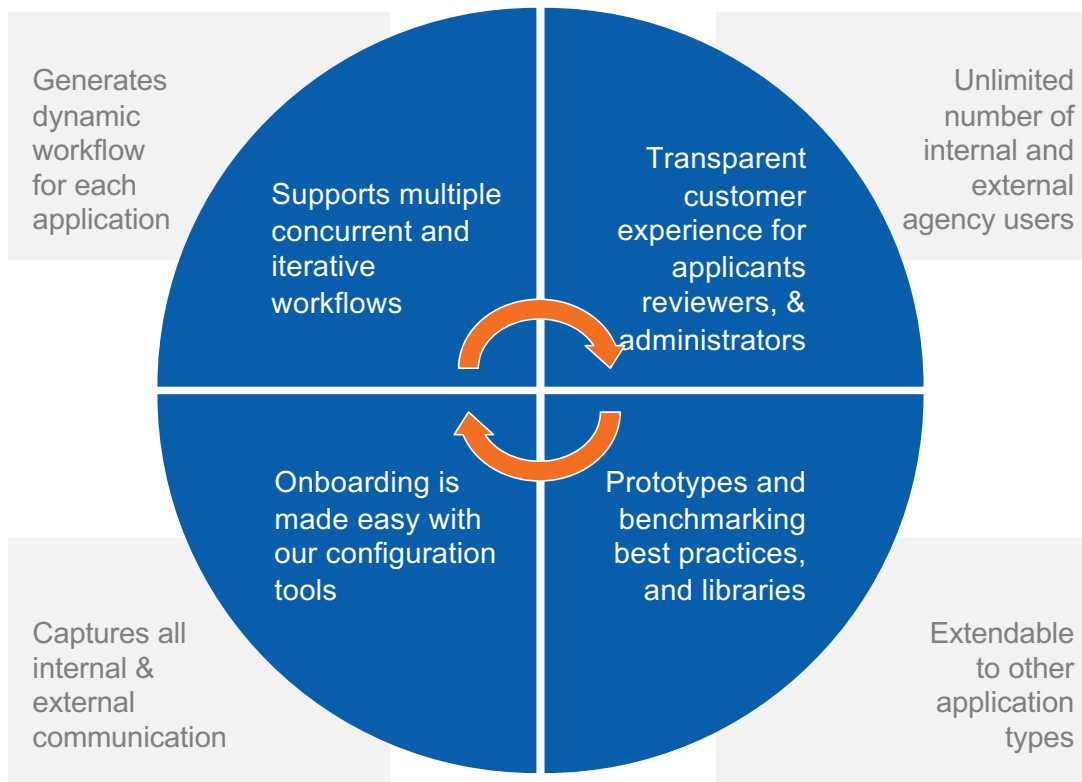 Generates
dynamic
workflow
for each
application
Supports multiple
concurrent and
iterative
workflows
Transparent
customer
experience for
applicants
reviewers, &
administrators
Unlimited
number of
internal and
external
agency users
Captures all
internal &
external
communication
Onboarding is
made easy with
our configuration
tools
Prototypes and
benchmarking
best practices,
and libraries
Extendable
to other
application
types